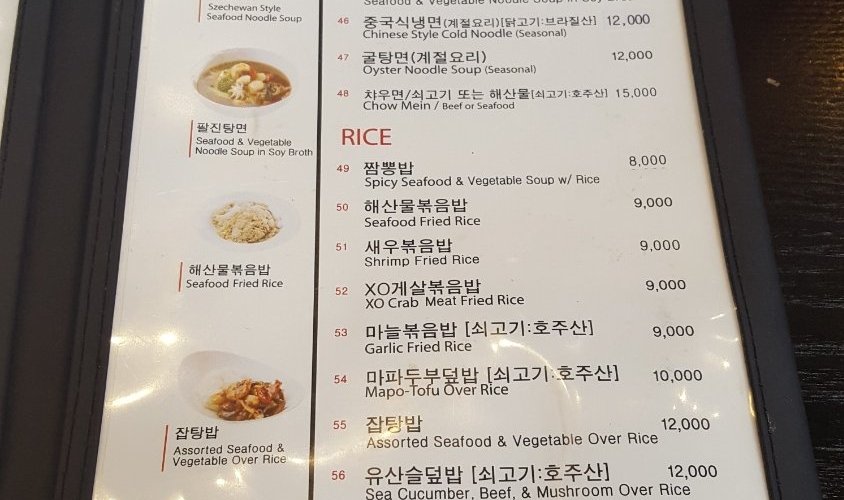 Szechewan Style
Seafood Noodle Soup
팔진탕면
Seafood & Vegetable
Noodle Soup in Soy Broth
해산물볶음밥
Seafood Fried Rice
잡탕밥
Assorted Seafood &
Vegetable Over Rice
Seafood & Vegetable Noodle Soup in Soy Broth
46 중국식냉면(계절요리)[닭고기:브라질산] 12,000
Chinese Style Cold Noodle (Seasonal)
47 굴탕면(계절요리) 12,000
Oyster Noodle Soup (Seasonal)
48 챠우면/쇠고기 또는 해산물[쇠고기:호주산] 15,000
Chow Mein / Beef or Seafood
RICE
49 짬뽕밥 8,000
Spicy Seafood & Vegetable Soup w/ Rice
50 해산물볶음밥 9,000
Seafood Fried Rice
51 새우볶음밥 9,000
Shrimp Fried Rice
52 XO게살볶음밥 9,000
XO Crab Meat Fried Rice
53 마늘볶음밥 [쇠고기:호주산] 9,000
Garlic Fried Rice
54 마파두부덮밥 [쇠고기:호주산] 10,000
Mapo-Tofu Over Rice
55 잡탕밥 12,000
Assorted Seafood & Vegetable Over Rice
56 유산슬덮밥 [쇠고기:호주산] 12,000
Sea Cucumber, Beef, & Mushroom Over Rice